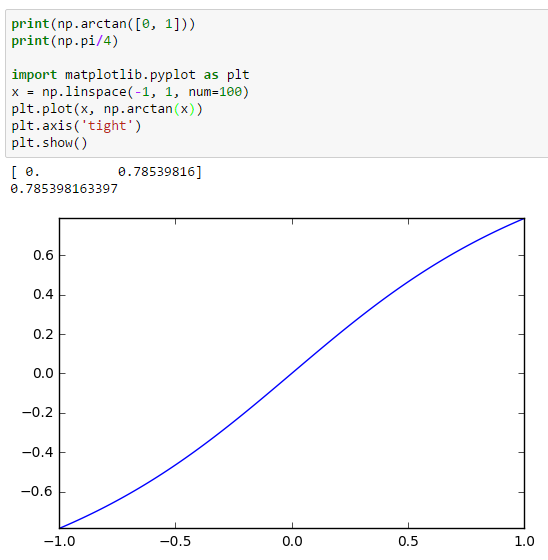 print(np.arctan([0, 1]))
print(np.pi/4)
import matplotlib.pyplot as plt
x = np.linspace(-1, 1, num=100)
plt.plot(x, np.arctan(x))
plt.axis('tight')
plt.show()
[ 0.          0.78539816]
0.785398163397
0.6
0.4
0.2
0.0
−0.2
−0.4
−0.6
−1.0 −0.5 0.0 0.5 1.0